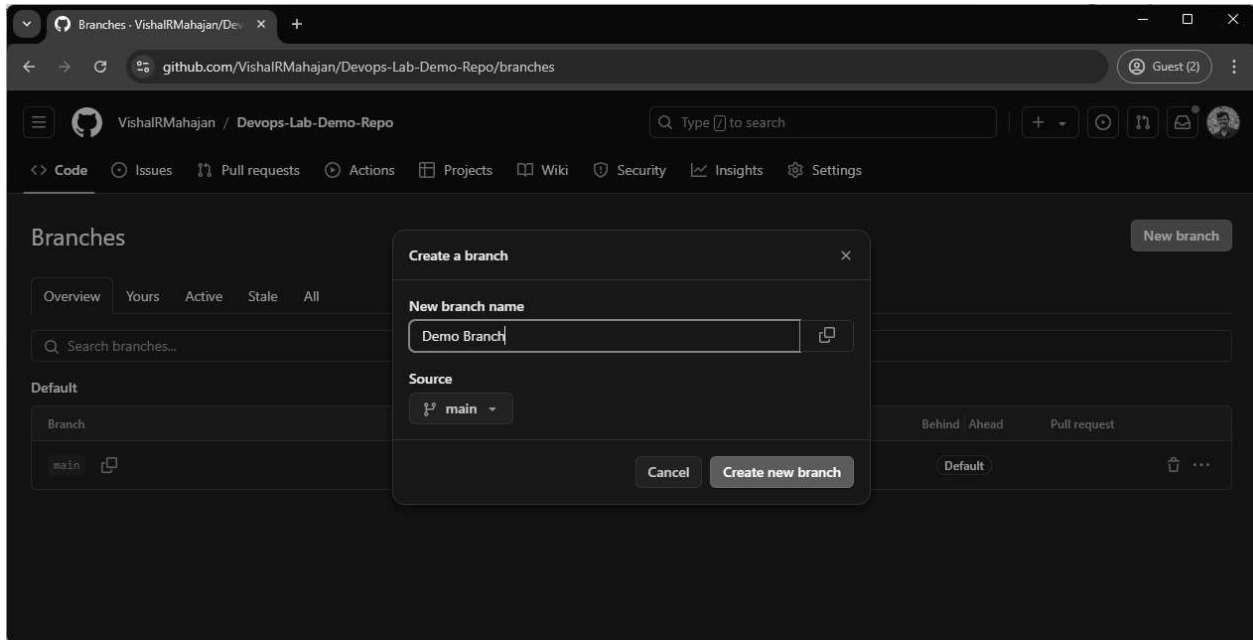 Branches · VishalRMahajan/Dev
github.com/VishalRMahajan/Devops-Lab-Demo-Repo/branches
Guest (2)
VishalRMahajan / Devops-Lab-Demo-Repo
Type / to search
<> Code Issues Pull requests Actions Projects Wiki Security Insights Settings
Branches
New branch
Overview Yours Active Stale All
Search branches...
Default
Branch
Behind Ahead Pull request
main
Default
Create a branch
New branch name
Demo Branch
Source
main
Cancel Create new branch